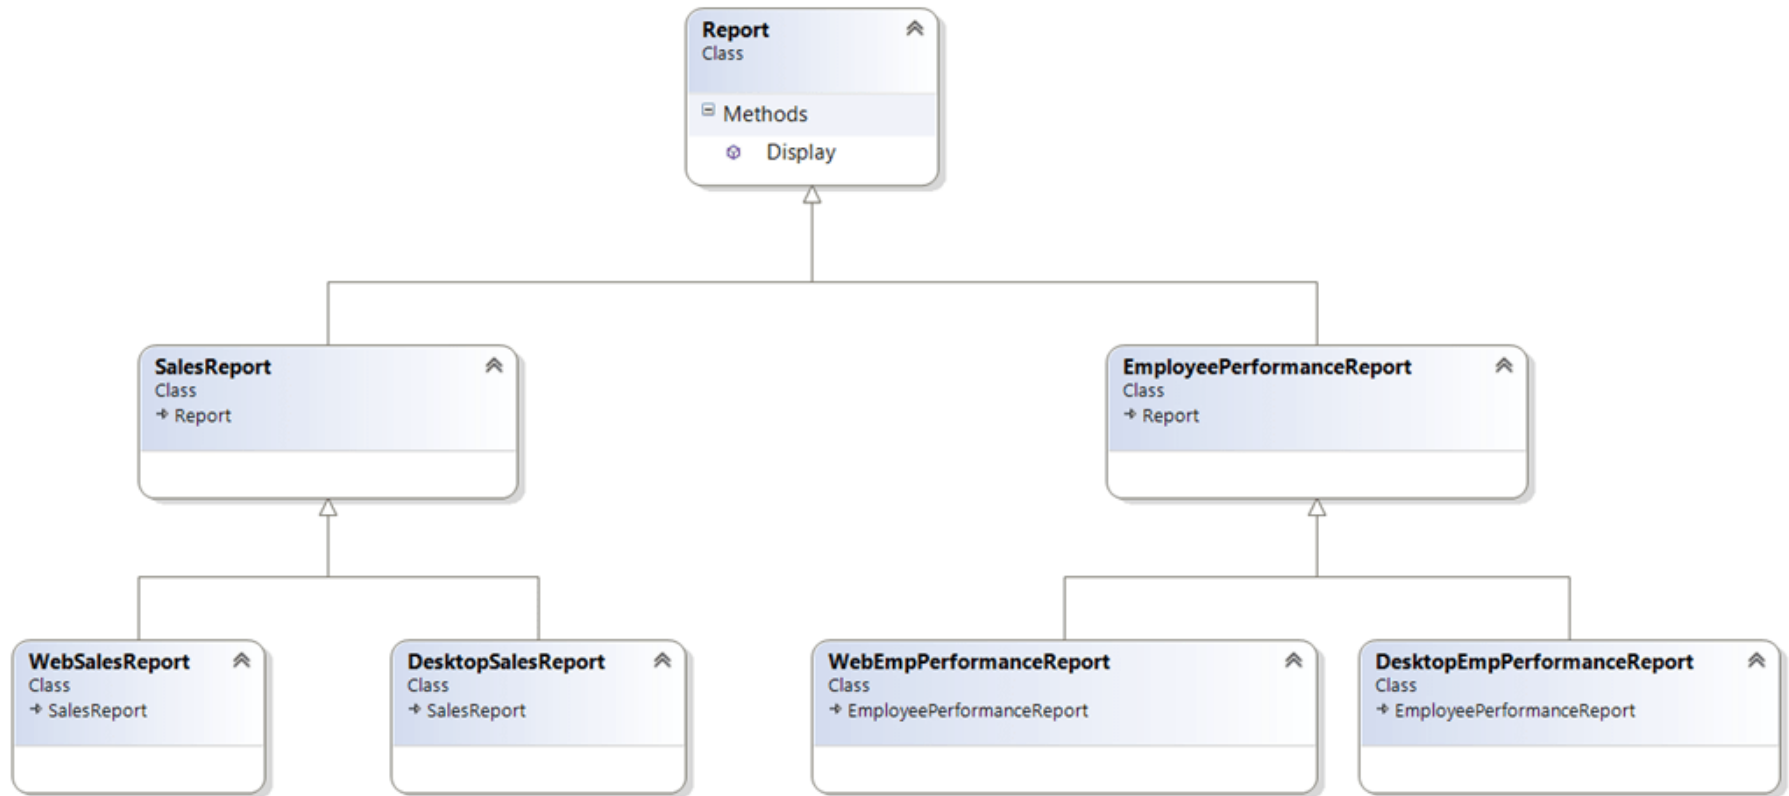 Report
Class
Methods
Display
SalesReport
Class
Report
EmployeePerformanceReport
Class
Report
WebSalesReport
Class
SalesReport
DesktopSalesReport
Class
SalesReport
WebEmpPerformanceReport
Class
EmployeePerformanceReport
DesktopEmpPerformanceReport
Class
EmployeePerformanceReport